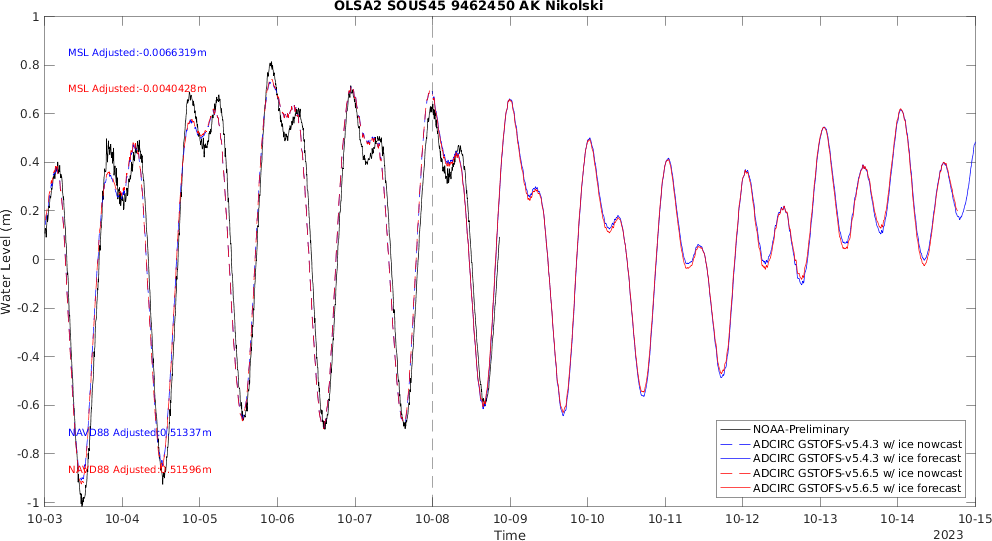 OLSA2 SOUS45 9462450 AK Nikolski
1
0.8
0.6
0.4
0.2
0
-0.2
-0.4
-0.6
-0.8
-1
Water Level (m)
MSL Adjusted:-0.0066319m
MSL Adjusted:-0.0040428m
NAVD88 Adjusted:0.51337m
NAVD88 Adjusted:0.51596m
NOAA-Preliminary
ADCIRC GSTOFS-v5.4.3 w/ ice nowcast
ADCIRC GSTOFS-v5.4.3 w/ ice forecast
ADCIRC GSTOFS-v5.6.5 w/ ice nowcast
ADCIRC GSTOFS-v5.6.5 w/ ice forecast
10-03 10-04 10-05 10-06 10-07 10-08 10-09 10-10 10-11 10-12 10-13 10-14 10-15
Time
2023